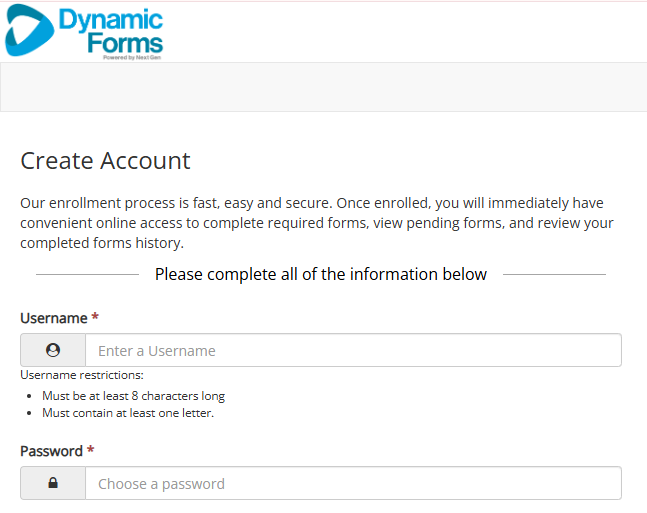 Dynamic
Forms
Powered by Next Gen
Create Account
Our enrollment process is fast, easy and secure. Once enrolled, you will immediately have
convenient online access to complete required forms, view pending forms, and review your
completed forms history.
Please complete all of the information below
Username *
Enter a Username
Username restrictions:
• Must be at least 8 characters long
• Must contain at least one letter.
Password *
Choose a password